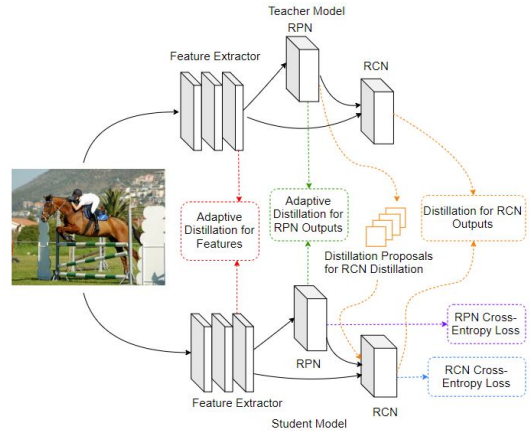 Teacher Model
RPN
Feature Extractor
RCN
Adaptive
Distillation for
Features
Adaptive
Distillation for
RPN Outputs
Distillation Proposals
for RCN Distillation
Distillation for RCN
Outputs
RPN Cross-
Entropy Loss
RPN
RCN Cross-
Entropy Loss
Feature Extractor
RCN
Student Model